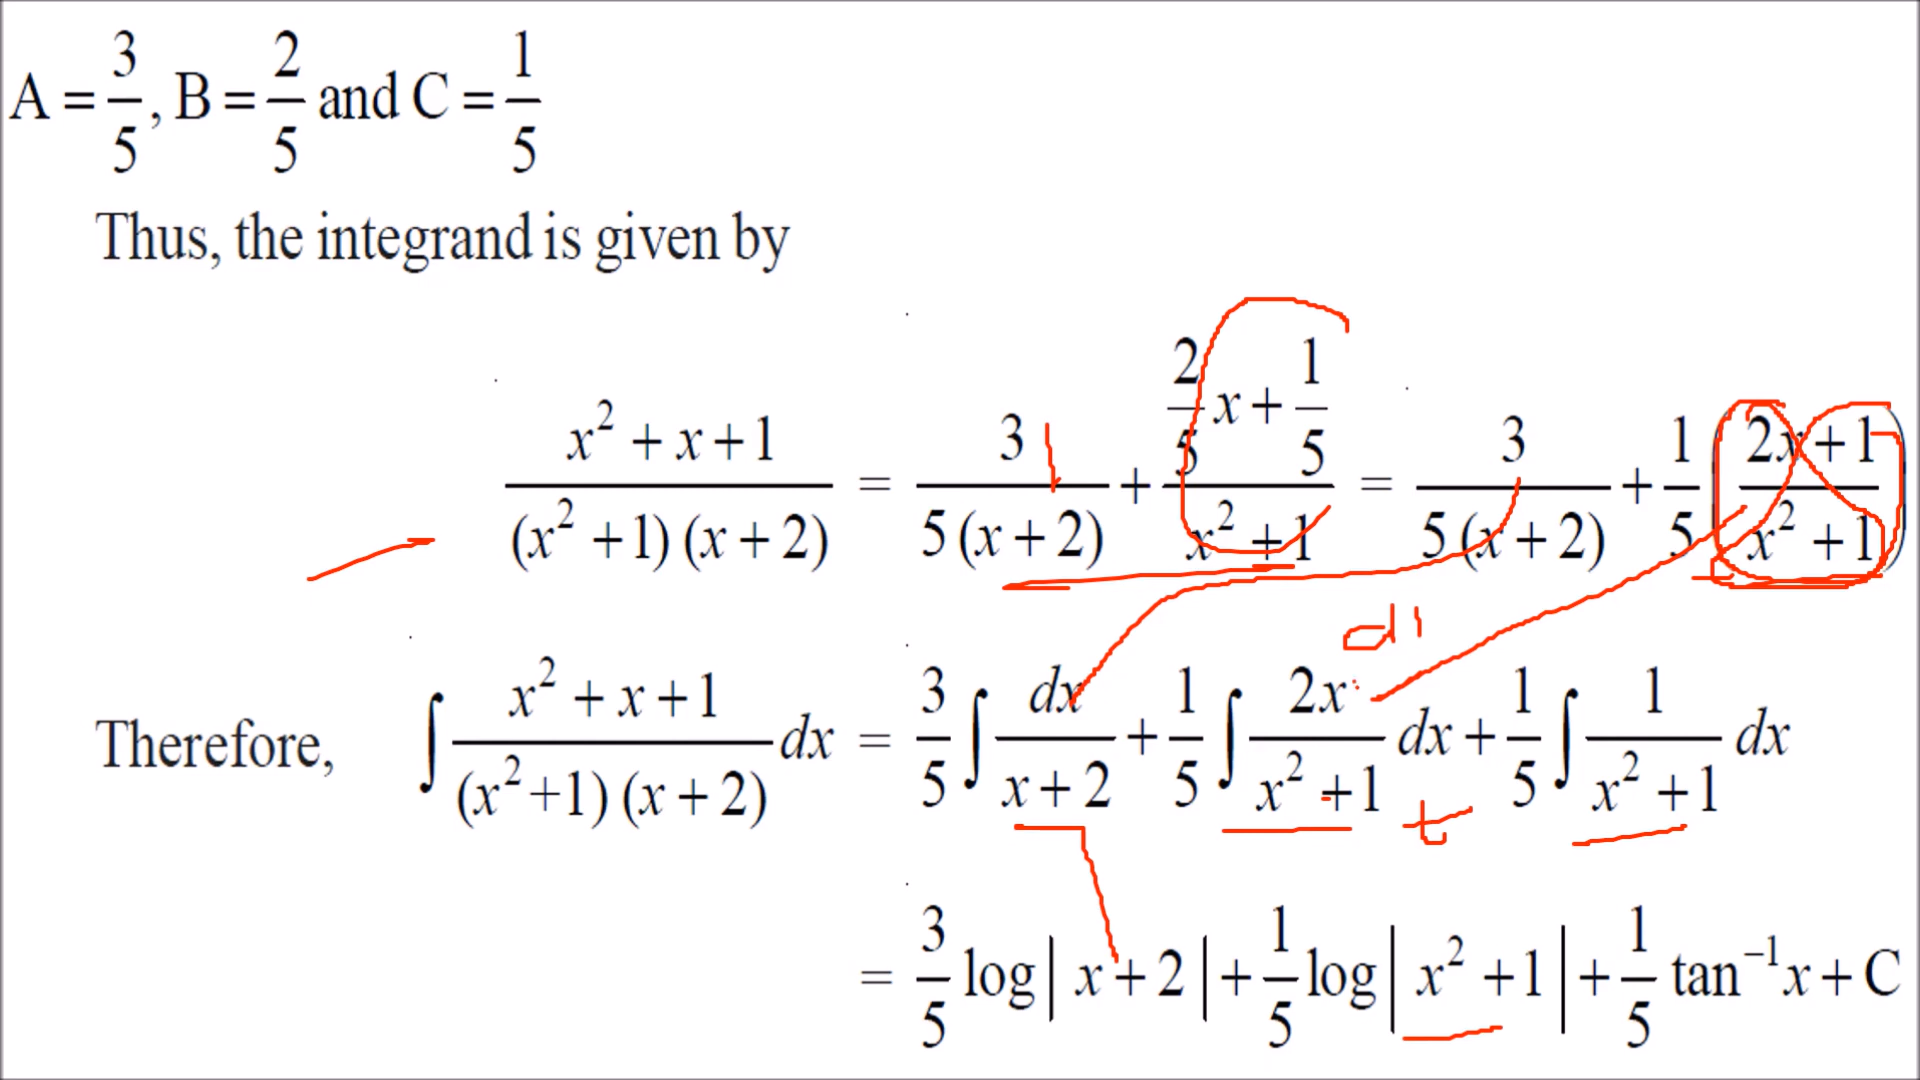 A = 3/5, B = 2/5 and C = 1/5
Thus, the integrand is given by
(x² + x + 1)/((x² + 1)(x + 2)) = 3/(5(x + 2)) + (2/5 x + 1/5)/(x² + 1) = 3/(5(x + 2)) + 1/5 ((2x + 1)/(x² + 1))
Therefore, ∫ (x² + x + 1)/((x² + 1)(x + 2)) dx = 3/5 ∫ dx/(x + 2) + 1/5 ∫ 2x/(x² + 1) dx + 1/5 ∫ 1/(x² + 1) dx
t
= 3/5 log| x + 2 | + 1/5 log| x² + 1 | + 1/5 tan⁻¹ x + C